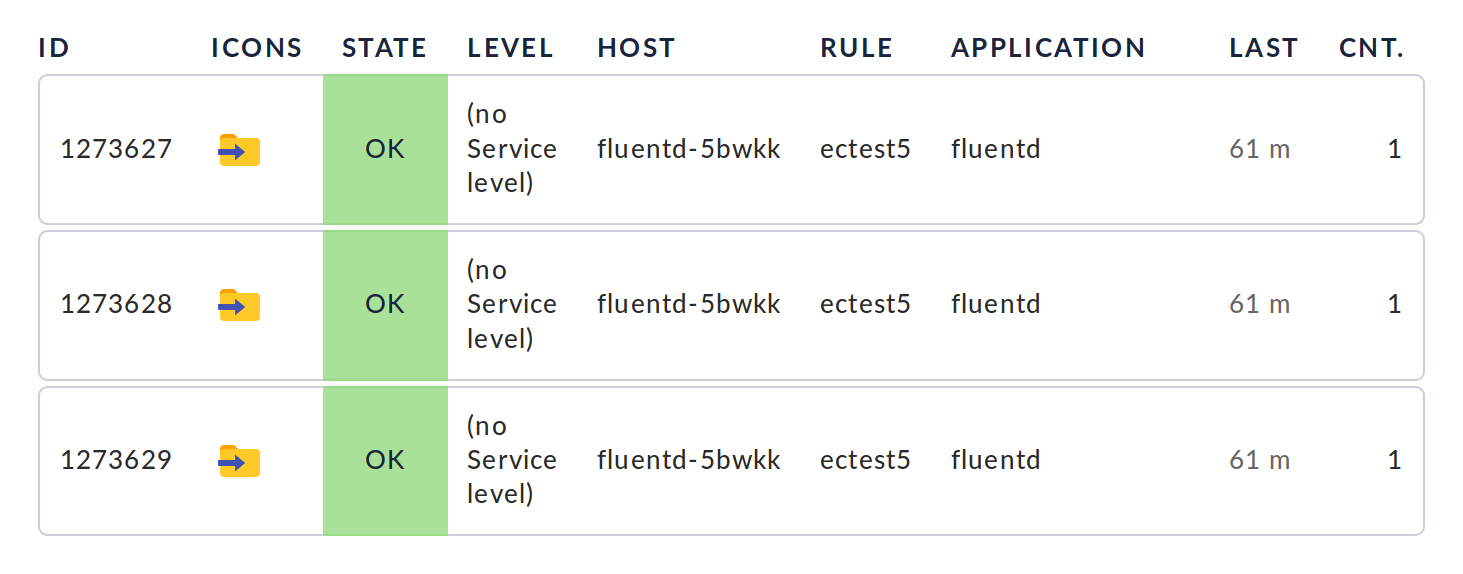 ID ICONS STATE LEVEL HOST RULE APPLICATION LAST CNT.
(no
1273627 OK Service fluentd-5bwkk ectest5 fluentd 61 m 1
level)
(no
1273628 OK Service fluentd-5bwkk ectest5 fluentd 61 m 1
level)
(no
1273629 OK Service fluentd-5bwkk ectest5 fluentd 61 m 1
level)